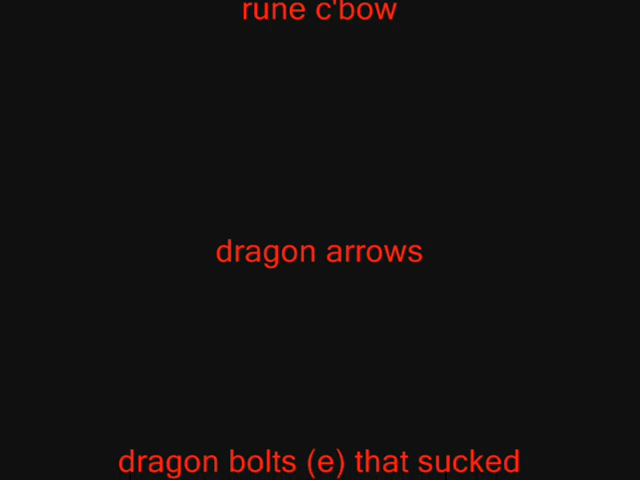 rune c'bow
dragon arrows
dragon bolts (e) that sucked